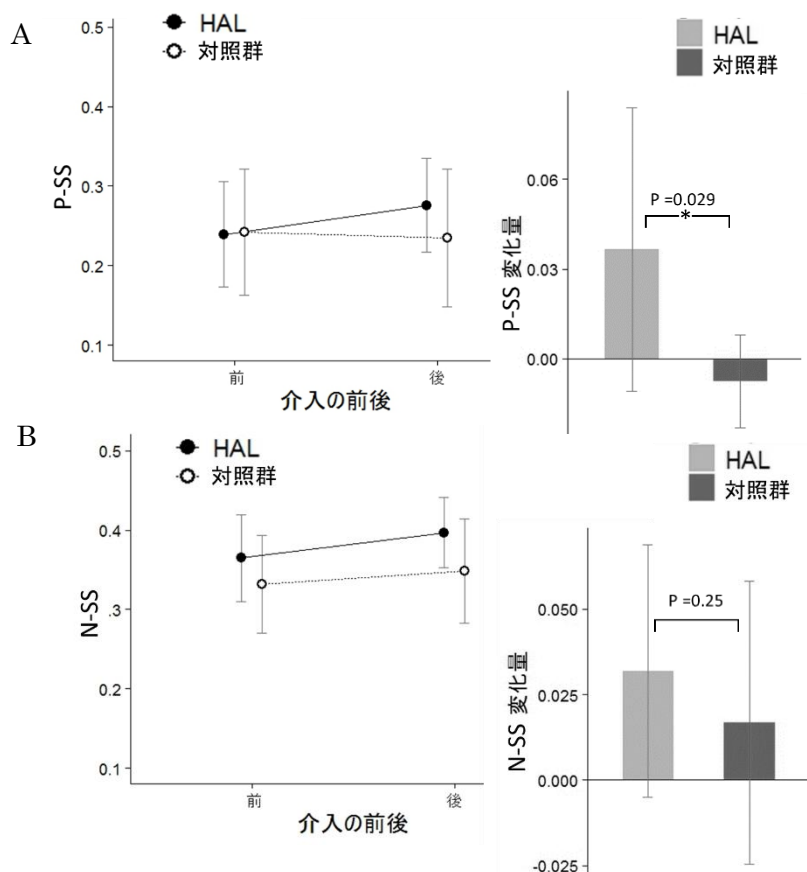 A
HAL
対照群
0.5
0.4
0.3
0.2
0.1
P-SS
前
後
介入の前後
HAL
対照群
P =0.029
*
0.06
0.03
0.00
P-SS 変化量
B
HAL
対照群
0.5
0.4
.3
0.2
0.1
N-SS
前
後
介入の前後
HAL
対照群
P =0.25
0.050
0.025
0.000
-0.025
N-SS 変化量